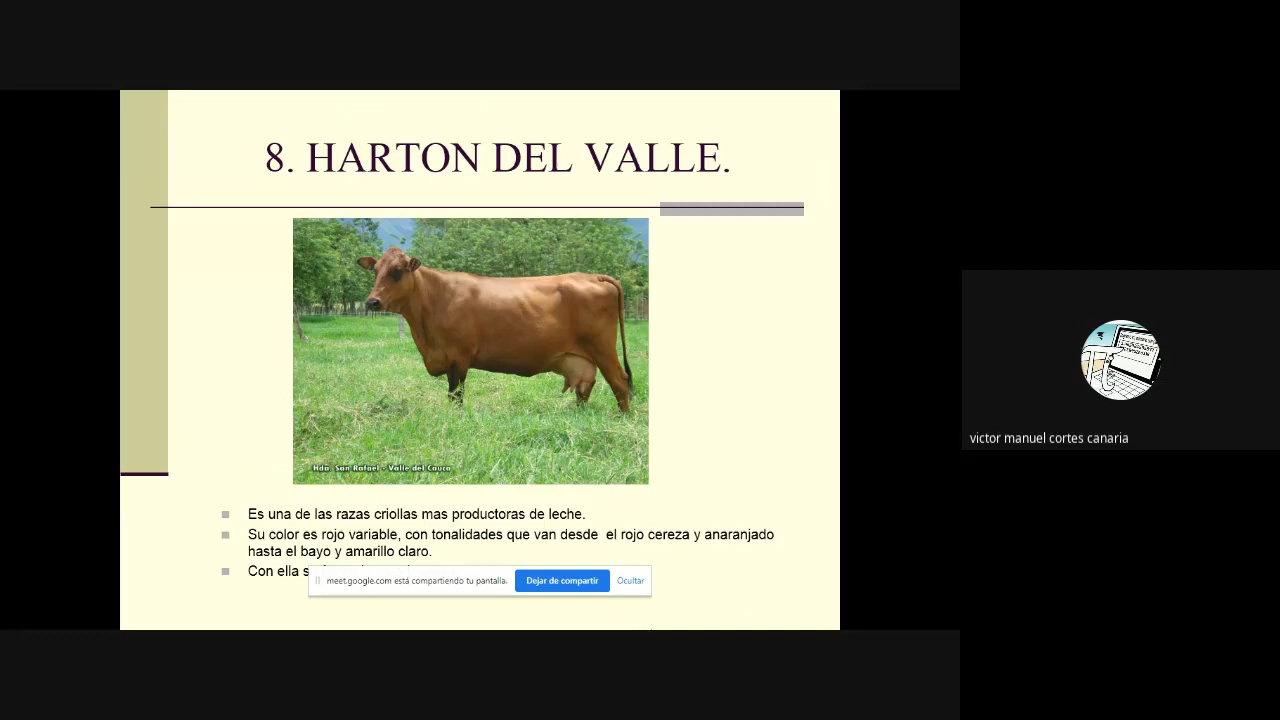 8. HARTON DEL VALLE.
Hda. San Rafael - Valle del Cauca
Es una de las razas criollas mas productoras de leche.
Su color es rojo variable, con tonalidades que van desde el rojo cereza y anaranjado
hasta el bayo y amarillo claro.
Con ella
meet.google.com está compartiendo tu pantalla.
Dejar de compartir
Ocultar
victor manuel cortes canaria